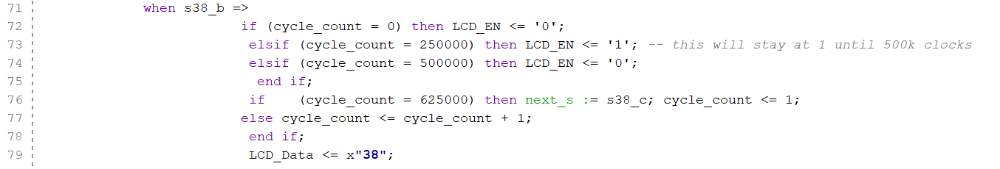 71 when s38_b =>
72 if (cycle_count = 0) then LCD_EN <= '0';
73 elsif (cycle_count = 250000) then LCD_EN <= '1'; -- this will stay at 1 until 500k clocks
74 elsif (cycle_count = 500000) then LCD_EN <= '0';
75 end if;
76 if (cycle_count = 625000) then next_s := s38_c; cycle_count <= 1;
77 else cycle_count <= cycle_count + 1;
78 end if;
79 LCD_Data <= x"38";